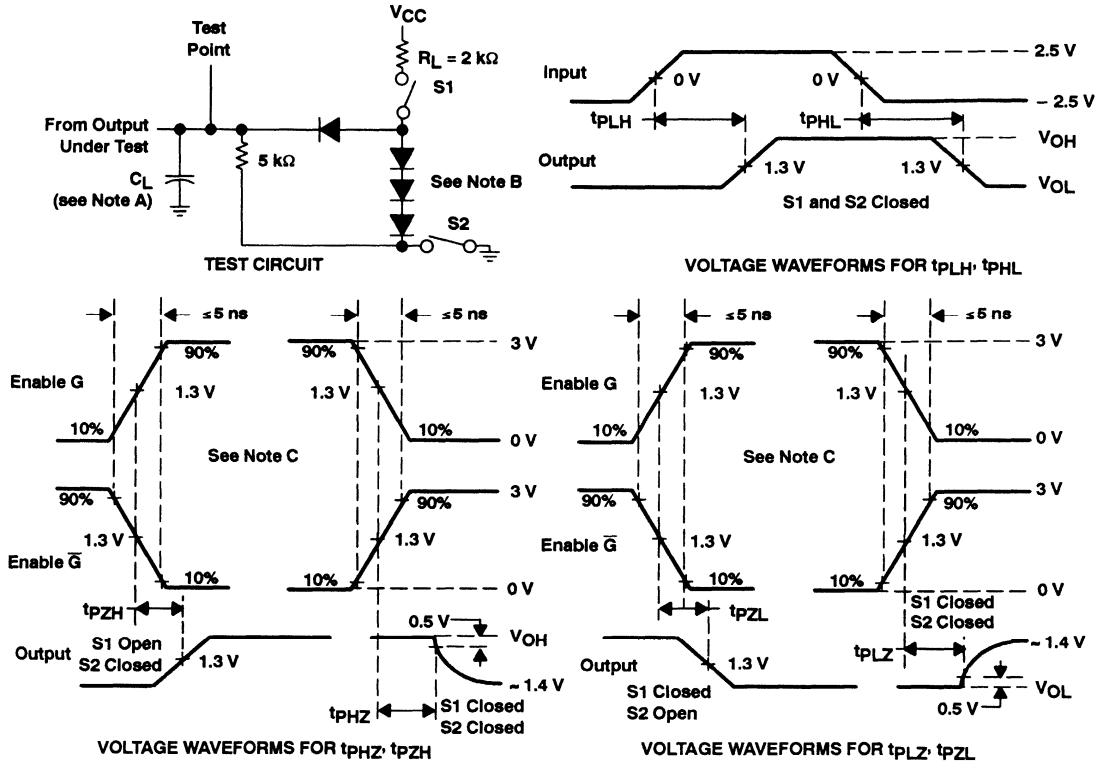 VCC
Test
Point
RL = 2 kΩ
S1
From Output
Under Test
5 kΩ
CL
(see Note A)
See Note B
S2
TEST CIRCUIT
Input
0 V
0 V
2.5 V
– 2.5 V
tPLH
tPHL
VOH
Output
1.3 V
1.3 V
VOL
S1 and S2 Closed
VOLTAGE WAVEFORMS FOR tPLH, tPHL
≤ 5 ns
≤ 5 ns
3 V
90%
90%
Enable G
1.3 V
1.3 V
10%
10%
0 V
See Note C
3 V
90%
90%
1.3 V
1.3 V
Enable G̅
10%
10%
0 V
tPZH
0.5 V
VOH
S1 Open
S2 Closed
Output
1.3 V
~ 1.4 V
tPHZ
S1 Closed
S2 Closed
VOLTAGE WAVEFORMS FOR tPHZ, tPZH
≤ 5 ns
≤ 5 ns
3 V
90%
90%
Enable G
1.3 V
1.3 V
10%
10%
0 V
See Note C
3 V
90%
90%
Enable G̅
1.3 V
1.3 V
10%
10%
0 V
tPZL
S1 Closed
S2 Closed
~ 1.4 V
tPLZ
Output
1.3 V
S1 Closed
S2 Open
VOL
0.5 V
VOLTAGE WAVEFORMS FOR tPLZ, tPZL